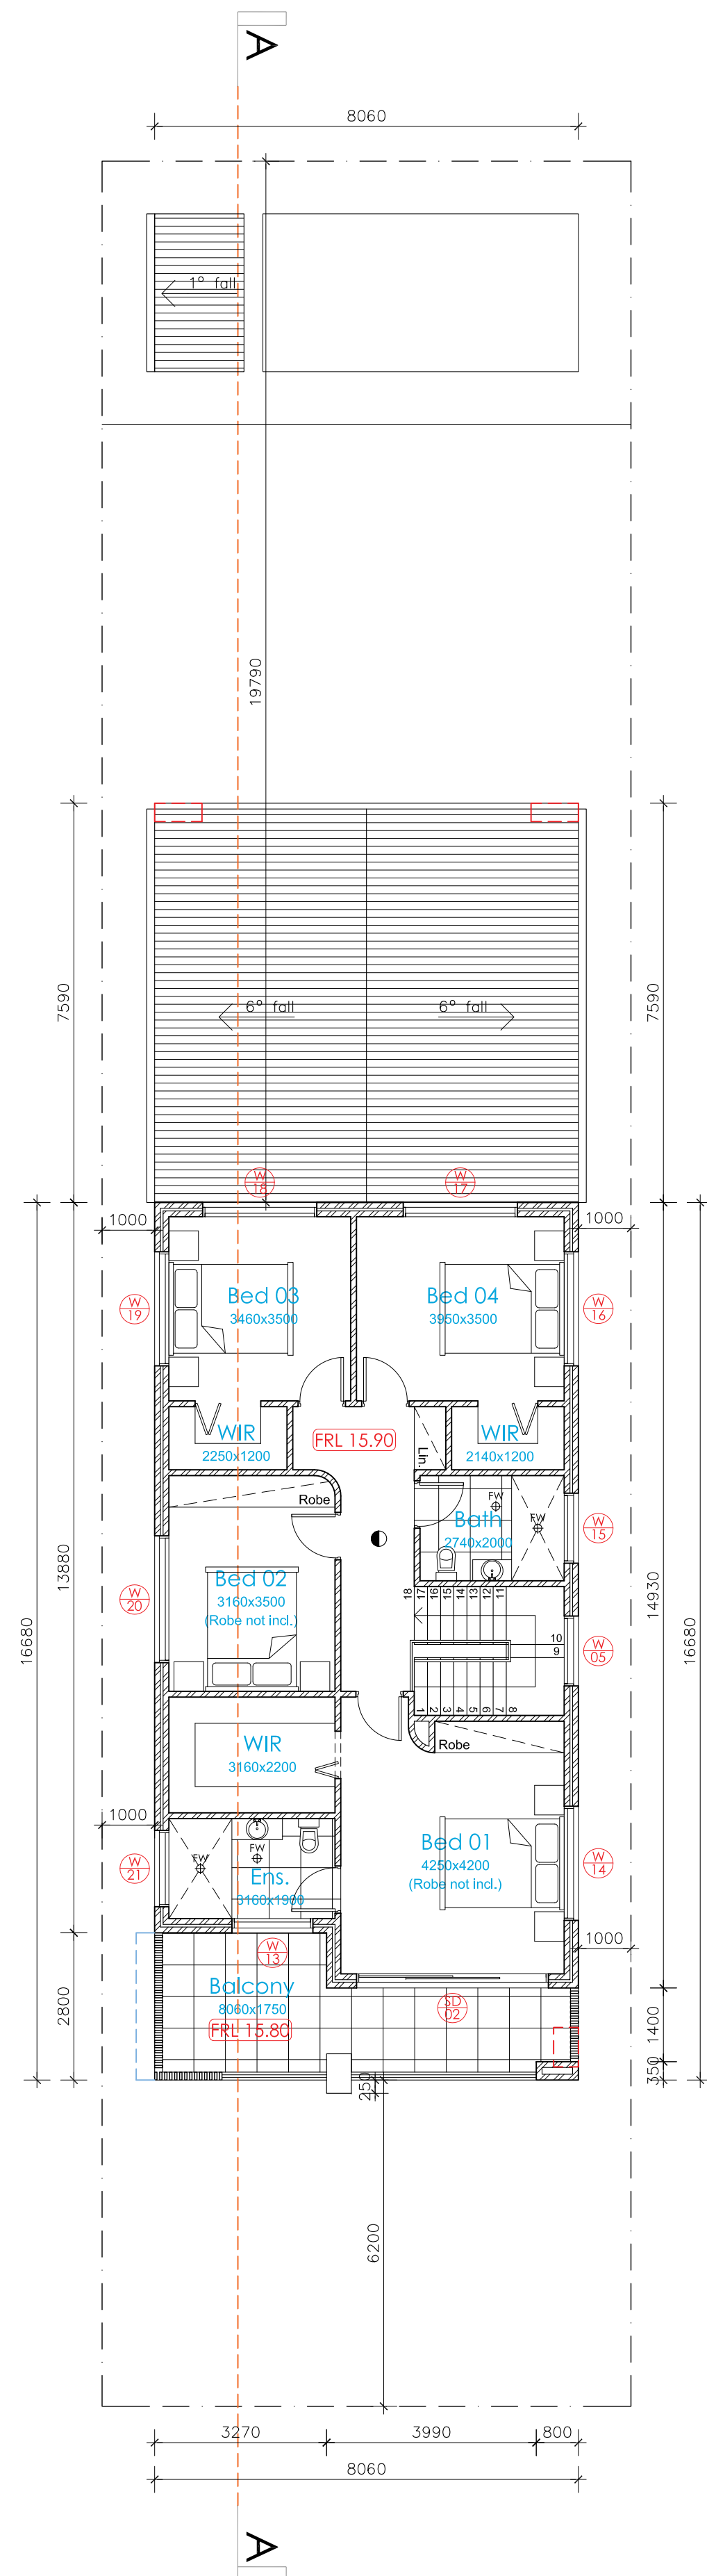 A
8060
1° fall
19790
7590
7590
6° fall
6° fall
W
18
W
17
1000
1000
Bed 03
3460x3500
Bed 04
3950x3500
W
19
W
16
WIR
2250x1200
FRL 15.90
Lin.
WIR
2140x1200
Robe
FW
Bath
2740x2000
FW
W
15
13880
14930
16680
16680
Bed 02
3160x3500
(Robe not incl.)
W
20
18
17
16
15
14
13
12
11
10
9
W
05
1
2
3
4
5
6
7
8
WIR
3160x2200
Robe
1000
Bed 01
4250x4200
(Robe not incl.)
W
14
W
21
FW
FW
Ens.
3160x1900
1000
W
13
Balcony
8060x1750
FRL 15.80
SD
02
2800
1400
350
250
6200
3270
3990
800
8060
A